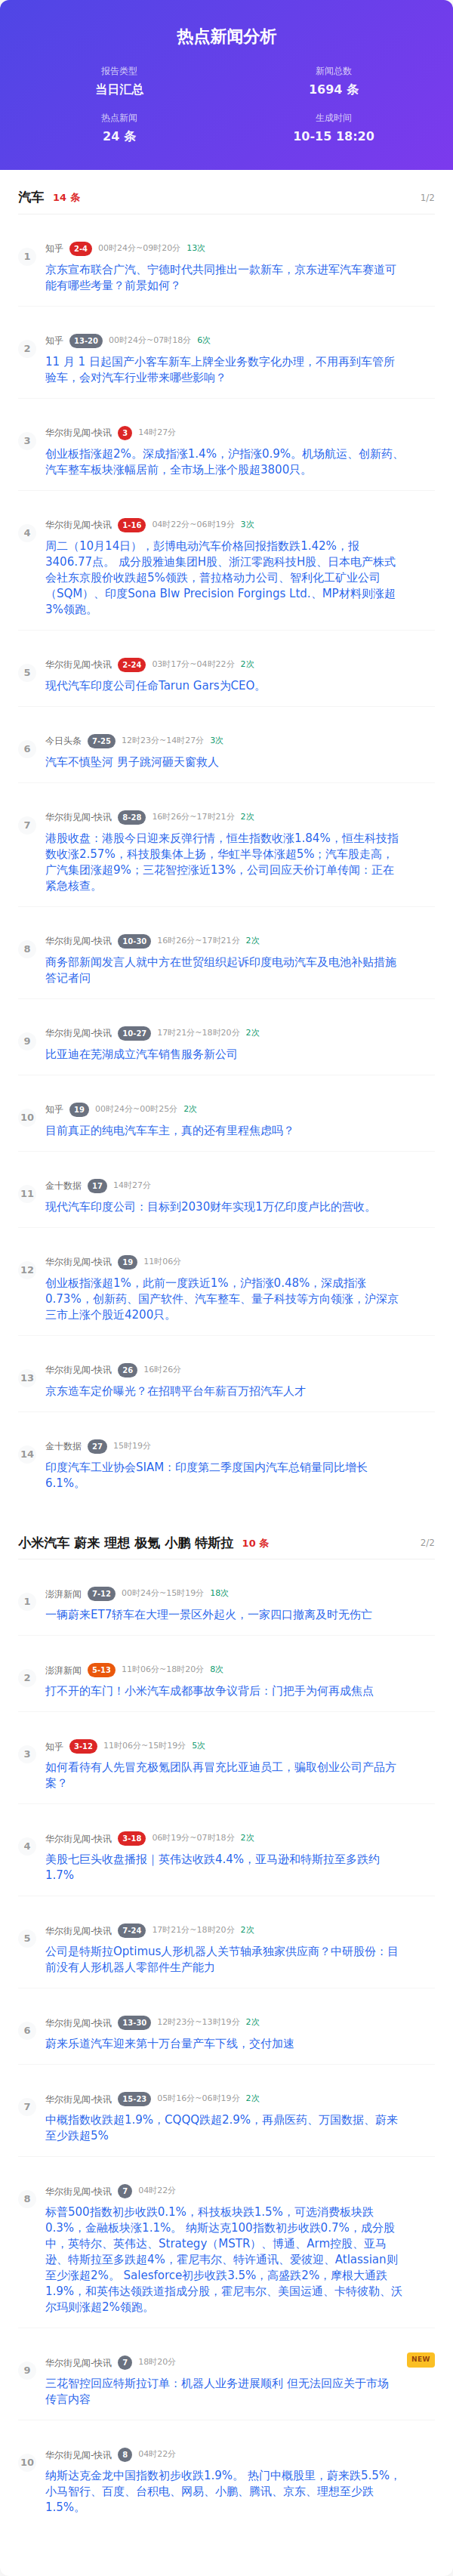 热点新闻分析
报告类型
新闻总数
当日汇总
1694 条
热点新闻
生成时间
24 条
10-15 18:20
汽车 14 条 1/2
1
知乎 2-4 00时24分~09时20分 13次
京东宣布联合广汽、宁德时代共同推出一款新车，京东进军汽车赛道可
能有哪些考量？前景如何？
2
知乎 13-20 00时24分~07时18分 6次
11 月 1 日起国产小客车新车上牌全业务数字化办理，不用再到车管所
验车，会对汽车行业带来哪些影响？
3
华尔街见闻-快讯 3 14时27分
创业板指涨超2%。深成指涨1.4%，沪指涨0.9%。机场航运、创新药、
汽车整车板块涨幅居前，全市场上涨个股超3800只。
4
华尔街见闻-快讯 1-16 04时22分~06时19分 3次
周二（10月14日），彭博电动汽车价格回报指数跌1.42%，报
3406.77点。 成分股雅迪集团H股、浙江零跑科技H股、日本电产株式
会社东京股价收跌超5%领跌，普拉格动力公司、智利化工矿业公司
（SQM）、印度Sona Blw Precision Forgings Ltd.、MP材料则涨超
3%领跑。
5
华尔街见闻-快讯 2-24 03时17分~04时22分 2次
现代汽车印度公司任命Tarun Gars为CEO。
6
今日头条 7-25 12时23分~14时27分 3次
汽车不慎坠河 男子跳河砸天窗救人
7
华尔街见闻-快讯 8-28 16时26分~17时21分 2次
港股收盘：港股今日迎来反弹行情，恒生指数收涨1.84%，恒生科技指
数收涨2.57%，科技股集体上扬，华虹半导体涨超5%；汽车股走高，
广汽集团涨超9%；三花智控涨近13%，公司回应天价订单传闻：正在
紧急核查。
8
华尔街见闻-快讯 10-30 16时26分~17时21分 2次
商务部新闻发言人就中方在世贸组织起诉印度电动汽车及电池补贴措施
答记者问
9
华尔街见闻-快讯 10-27 17时21分~18时20分 2次
比亚迪在芜湖成立汽车销售服务新公司
10
知乎 19 00时24分~00时25分 2次
目前真正的纯电汽车车主，真的还有里程焦虑吗？
11
金十数据 17 14时27分
现代汽车印度公司：目标到2030财年实现1万亿印度卢比的营收。
12
华尔街见闻-快讯 19 11时06分
创业板指涨超1%，此前一度跌近1%，沪指涨0.48%，深成指涨
0.73%，创新药、国产软件、汽车整车、量子科技等方向领涨，沪深京
三市上涨个股近4200只。
13
华尔街见闻-快讯 26 16时26分
京东造车定价曝光？在招聘平台年薪百万招汽车人才
14
金十数据 27 15时19分
印度汽车工业协会SIAM：印度第二季度国内汽车总销量同比增长
6.1%。
小米汽车 蔚来 理想 极氪 小鹏 特斯拉 10 条 2/2
1
澎湃新闻 7-12 00时24分~15时19分 18次
一辆蔚来ET7轿车在大理一景区外起火，一家四口撤离及时无伤亡
2
澎湃新闻 5-13 11时06分~18时20分 8次
打不开的车门！小米汽车成都事故争议背后：门把手为何再成焦点
3
知乎 3-12 11时06分~15时19分 5次
如何看待有人先冒充极氪团队再冒充比亚迪员工，骗取创业公司产品方
案？
4
华尔街见闻-快讯 3-18 06时19分~07时18分 2次
美股七巨头收盘播报｜英伟达收跌4.4%，亚马逊和特斯拉至多跌约
1.7%
5
华尔街见闻-快讯 7-24 17时21分~18时20分 2次
公司是特斯拉Optimus人形机器人关节轴承独家供应商？中研股份：目
前没有人形机器人零部件生产能力
6
华尔街见闻-快讯 13-30 12时23分~13时19分 2次
蔚来乐道汽车迎来第十万台量产车下线，交付加速
7
华尔街见闻-快讯 15-23 05时16分~06时19分 2次
中概指数收跌超1.9%，CQQQ跌超2.9%，再鼎医药、万国数据、蔚来
至少跌超5%
8
华尔街见闻-快讯 7 04时22分
标普500指数初步收跌0.1%，科技板块跌1.5%，可选消费板块跌
0.3%，金融板块涨1.1%。 纳斯达克100指数初步收跌0.7%，成分股
中，英特尔、英伟达、Strategy（MSTR）、博通、Arm控股、亚马
逊、特斯拉至多跌超4%，霍尼韦尔、特许通讯、爱彼迎、Atlassian则
至少涨超2%。 Salesforce初步收跌3.5%，高盛跌2%，摩根大通跌
1.9%，和英伟达领跌道指成分股，霍尼韦尔、美国运通、卡特彼勒、沃
尔玛则涨超2%领跑。
9
华尔街见闻-快讯 7 18时20分 NEW
三花智控回应特斯拉订单：机器人业务进展顺利 但无法回应关于市场
传言内容
10
华尔街见闻-快讯 8 04时22分
纳斯达克金龙中国指数初步收跌1.9%。 热门中概股里，蔚来跌5.5%，
小马智行、百度、台积电、网易、小鹏、腾讯、京东、理想至少跌
1.5%。